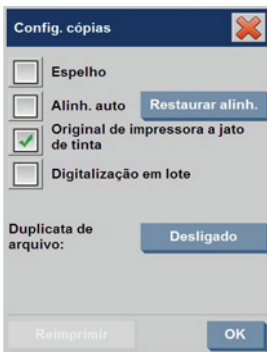 Config. cópias
Espelho
Alinh. auto Restaurar alinh.
Original de impressora a jato
de tinta
Digitalização em lote
Duplicata de
arquivo: Desligado
Reimprimir OK